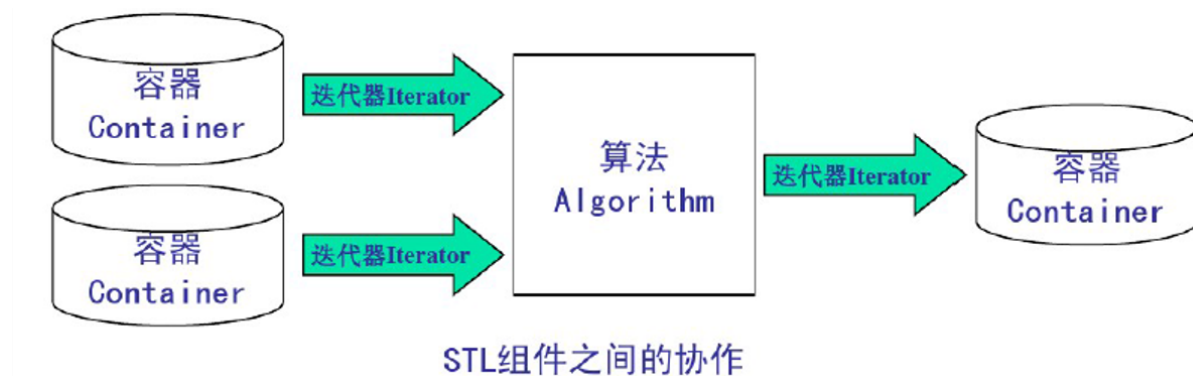 容器
Container
迭代器Iterator
容器
Container
迭代器Iterator
算法
Algorithm
迭代器Iterator
容器
Container
STL组件之间的协作